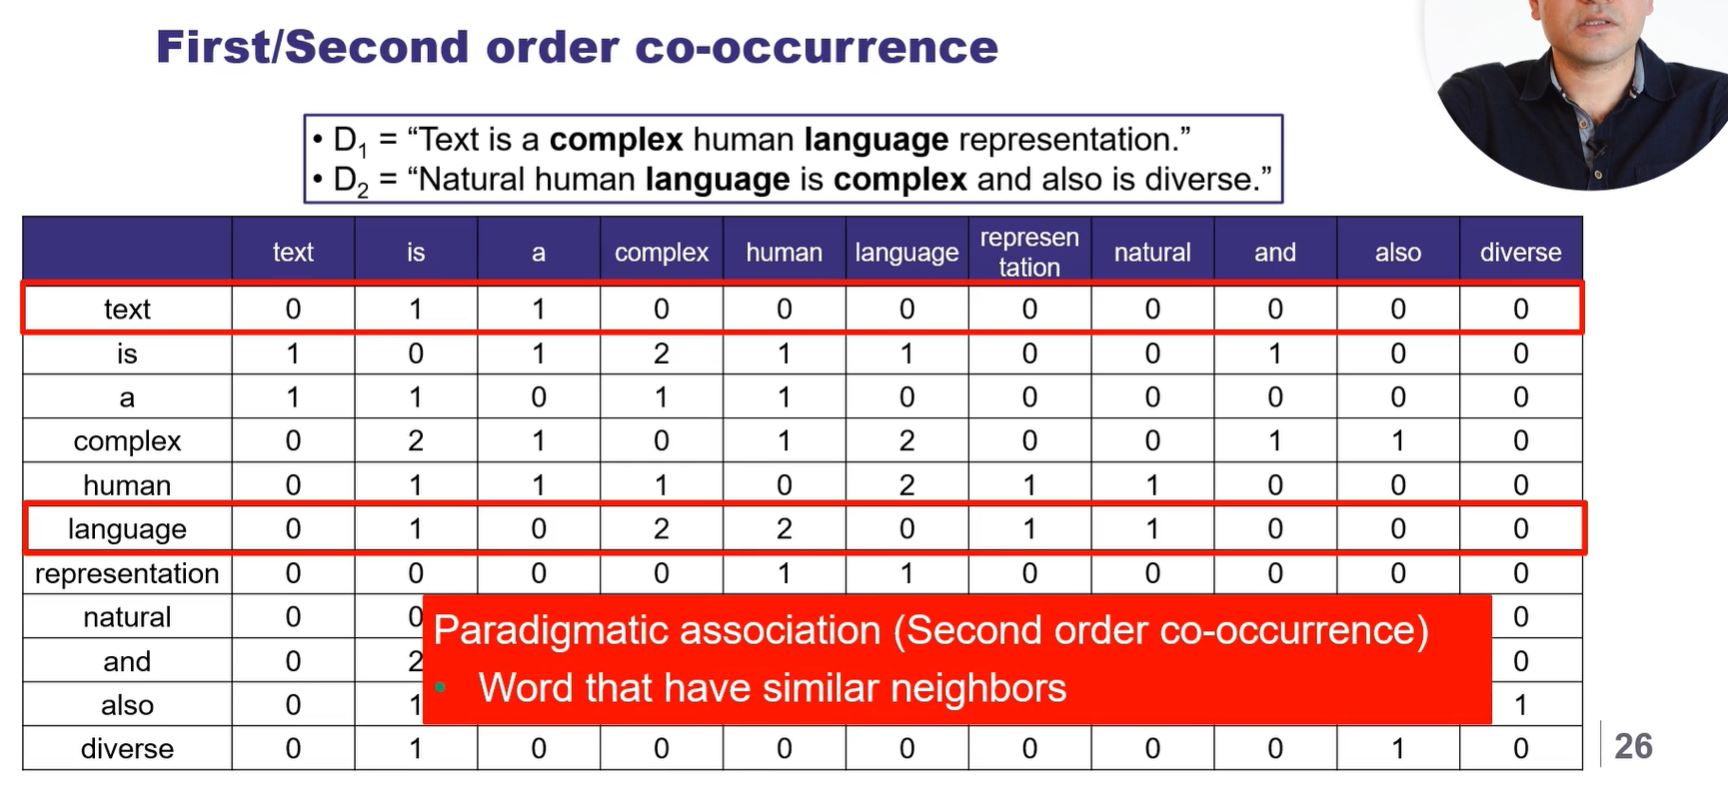 First/Second order co-occurrence
• D1 = “Text is a complex human language representation.”
• D2 = “Natural human language is complex and also is diverse.”
text is a complex human language represen tation natural and also diverse
text 0 1 1 0 0 0 0 0 0 0 0
is 1 0 1 2 1 1 0 0 1 0 0
a 1 1 0 1 1 0 0 0 0 0 0
complex 0 2 1 0 1 2 0 0 1 1 0
human 0 1 1 1 0 2 1 1 0 0 0
language 0 1 0 2 2 0 1 1 0 0 0
representation 0 0 0 0 1 1 0 0 0 0 0
natural 0 0 0
and 0 2 0
also 0 1 1
Paradigmatic association (Second order co-occurrence)
• Word that have similar neighbors
diverse 0 1 0 0 0 0 0 0 0 1 0
26